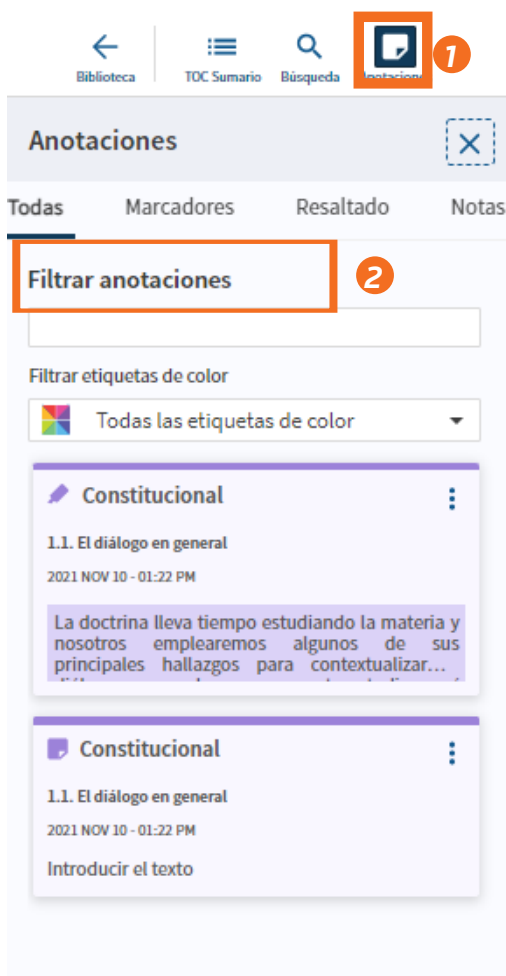 Biblioteca
TOC Sumario
Búsqueda
1
Anotaciones
Todas
Marcadores
Resaltado
Notas
Filtrar anotaciones
2
Filtrar etiquetas de color
Todas las etiquetas de color
Constitucional
1.1. El diálogo en general
2021 NOV 10 - 01:22 PM
La doctrina lleva tiempo estudiando la materia y
nosotros emplearemos algunos de sus
principales hallazgos para contextualizar...
Constitucional
1.1. El diálogo en general
2021 NOV 10 - 01:22 PM
Introducir el texto